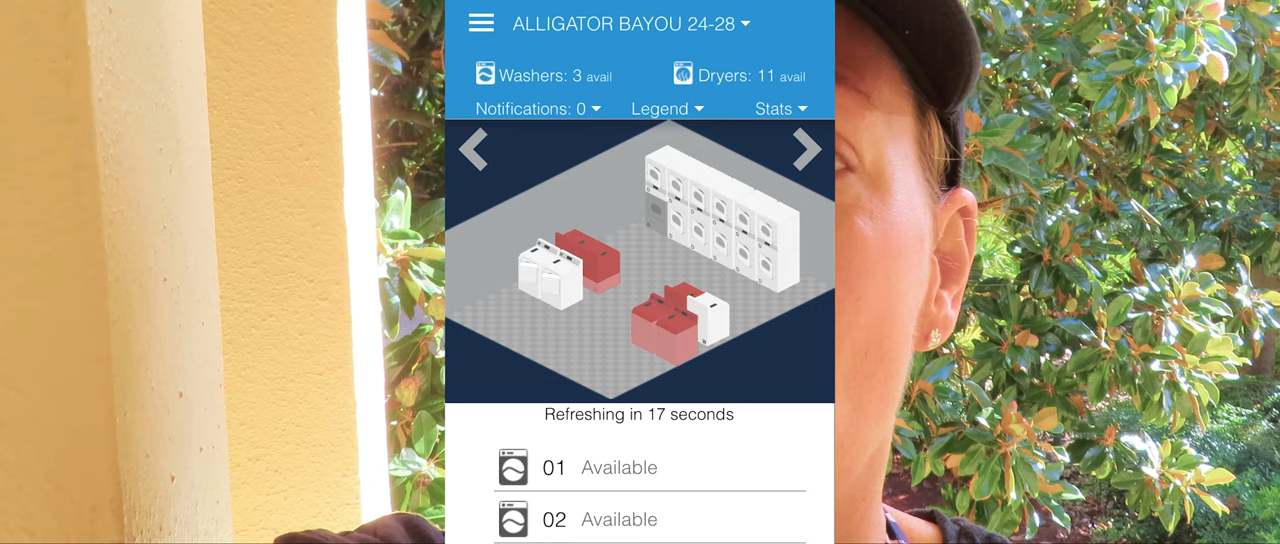 ALLIGATOR BAYOU 24-28
Washers: 3 avail Dryers: 11 avail
Notifications: 0 Legend Stats
Refreshing in 17 seconds
01 Available
02 Available